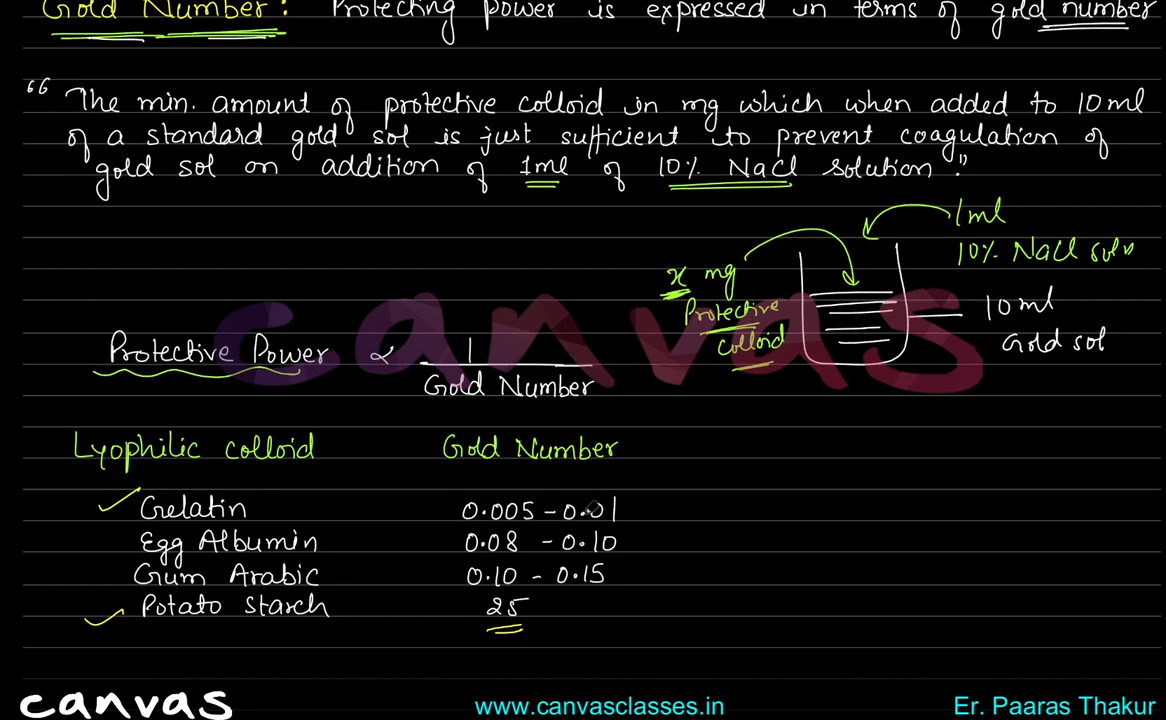 Gold Number: Protecting power is expressed in terms of gold number
“ The min. amount of protective colloid in mg which when added to 10ml
of a standard gold sol is just sufficient to prevent coagulation of
gold sol on addition of 1ml of 10% NaCl solution.”
1ml
10% NaCl solⁿ
x mg
Protective
colloid
10ml
Gold sol
canvas
Protective Power ∝ 1
Gold Number
Lyophilic colloid Gold Number
Gelatin 0.005 - 0.01
Egg Albumin 0.08 - 0.10
Gum Arabic 0.10 - 0.15
Potato Starch 25
canvas www.canvasclasses.in Er. Paaras Thakur